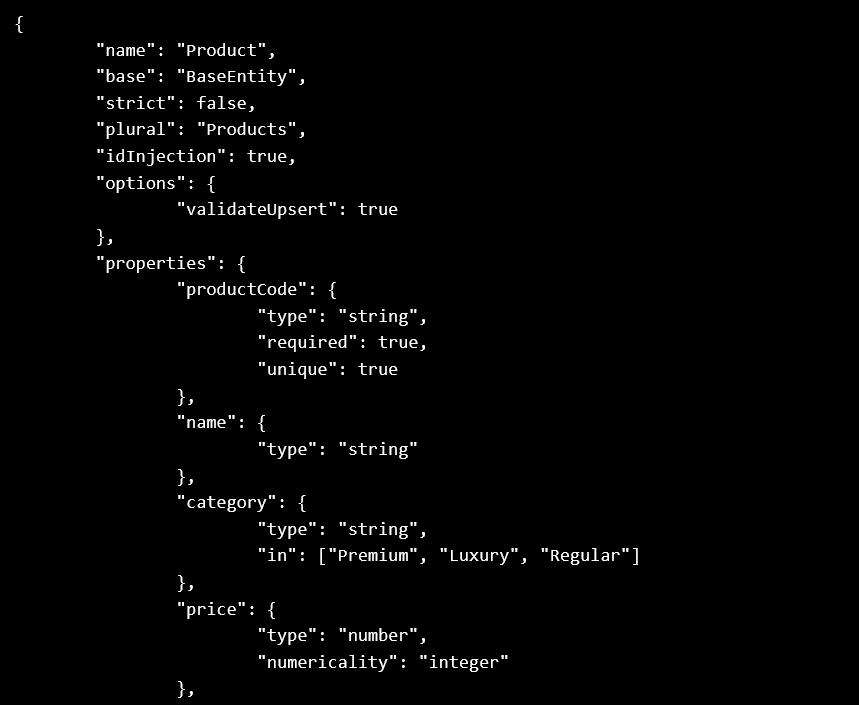 {
"name": "Product",
"base": "BaseEntity",
"strict": false,
"plural": "Products",
"idInjection": true,
"options": {
"validateUpsert": true
},
"properties": {
"productCode": {
"type": "string",
"required": true,
"unique": true
},
"name": {
"type": "string"
},
"category": {
"type": "string",
"in": ["Premium", "Luxury", "Regular"]
},
"price": {
"type": "number",
"numericality": "integer"
},